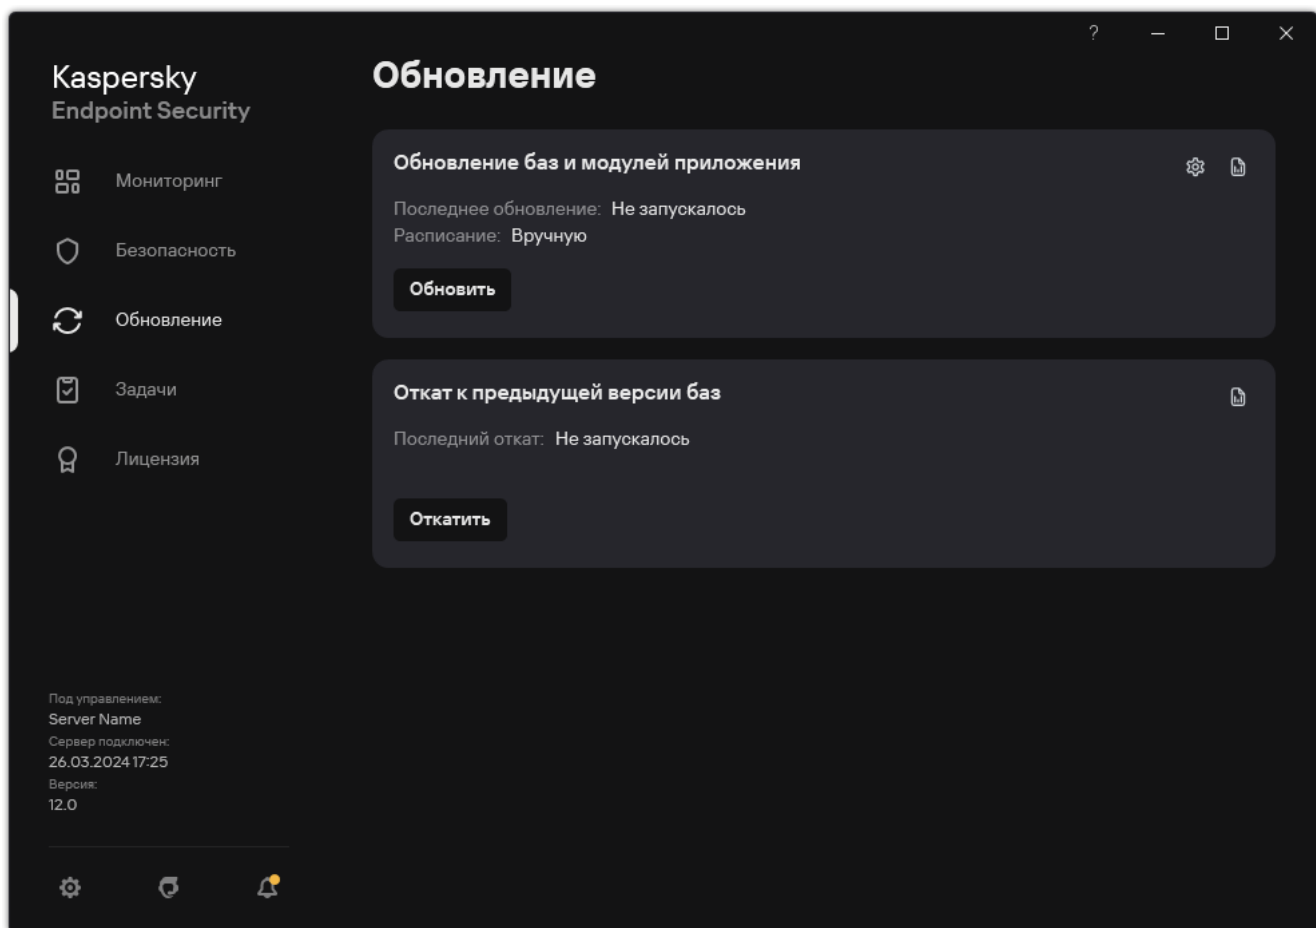 ?
Kaspersky
Endpoint Security
Мониторинг
Безопасность
Обновление
Задачи
Лицензия
Под управлением:
Server Name
Сервер подключен:
26.03.2024 17:25
Версия:
12.0
Обновление
Обновление баз и модулей приложения
Последнее обновление: Не запускалось
Расписание: Вручную
Обновить
Откат к предыдущей версии баз
Последний откат: Не запускалось
Откатить